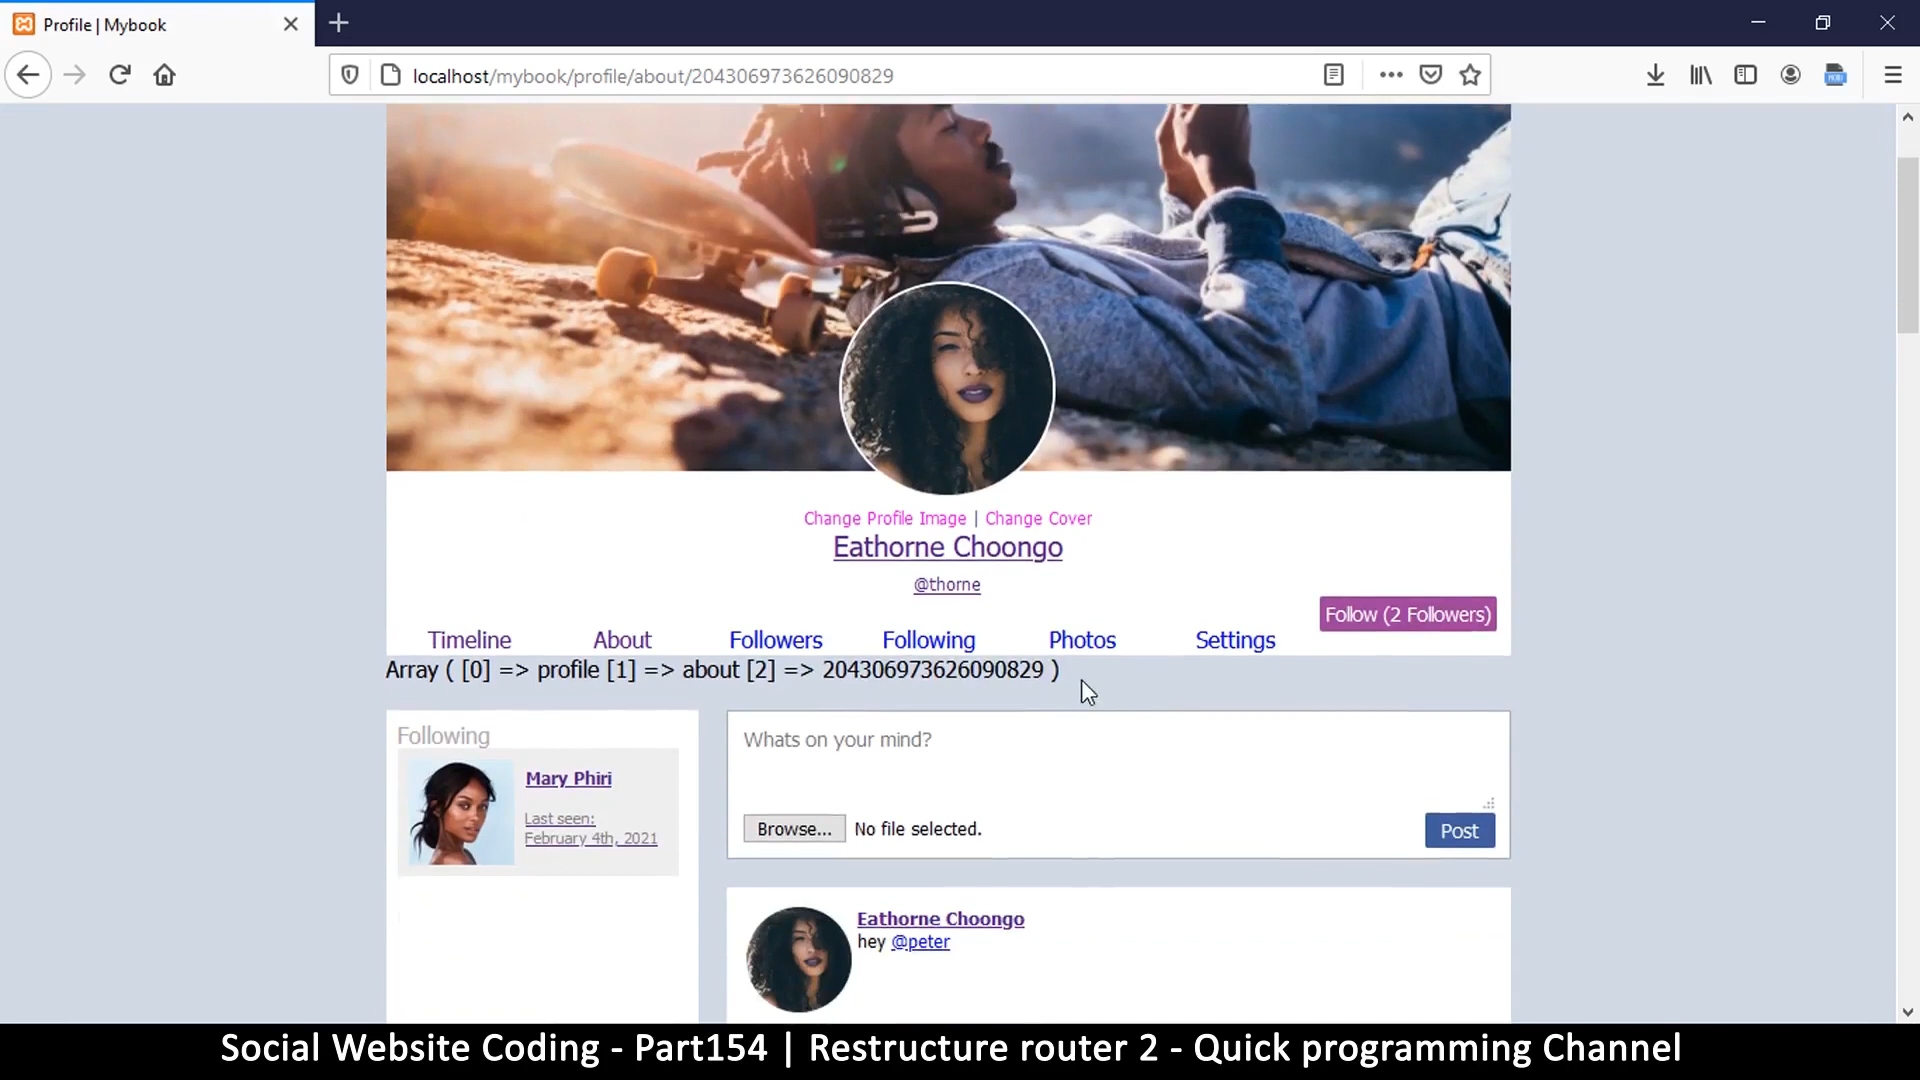 Profile | Mybook
localhost/mybook/profile/about/204306973626090829
Change Profile Image | Change Cover
Eathorne Choongo
@thorne
Follow (2 Followers)
Timeline About Followers Following Photos Settings
Array ( [0] => profile [1] => about [2] => 204306973626090829 )
Following
Mary Phiri
Last seen:
February 4th, 2021
Whats on your mind?
Browse... No file selected.
Post
Eathorne Choongo
hey @peter
Social Website Coding - Part154 | Restructure router 2 - Quick programming Channel